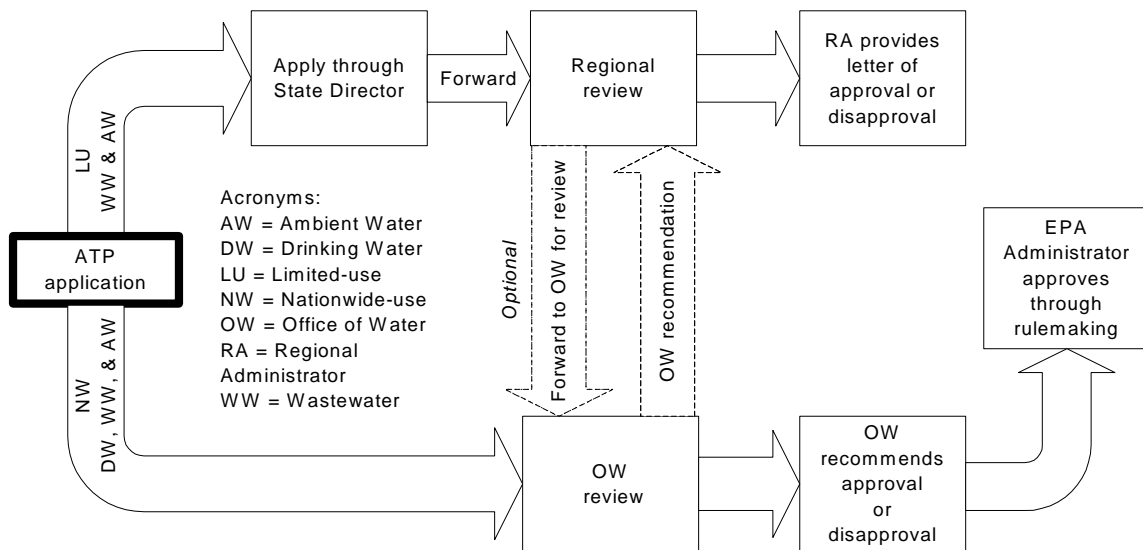 Apply through
State Director
Forward
Regional
review
RA provides
letter of
approval or
disapproval
LU
WW & AW
ATP
application
NW
DW, WW, & AW
Acronyms:
AW = Ambient Water
DW = Drinking Water
LU = Limited-use
NW = Nationwide-use
OW = Office of Water
RA = Regional
Administrator
WW = Wastewater
Optional
Forward to OW for review
OW recommendation
EPA
Administrator
approves
through
rulemaking
OW
review
OW
recommends
approval
or
disapproval